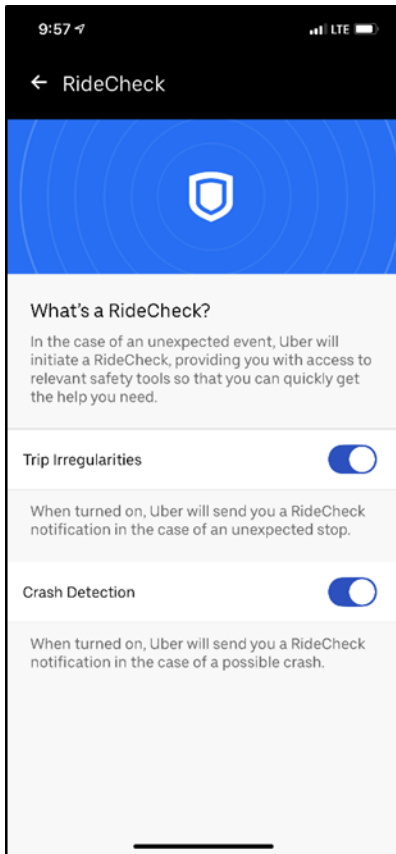 9:57 LTE
RideCheck
What's a RideCheck?
In the case of an unexpected event, Uber will
initiate a RideCheck, providing you with access to
relevant safety tools so that you can quickly get
the help you need.
Trip Irregularities
When turned on, Uber will send you a RideCheck
notification in the case of an unexpected stop.
Crash Detection
When turned on, Uber will send you a RideCheck
notification in the case of a possible crash.